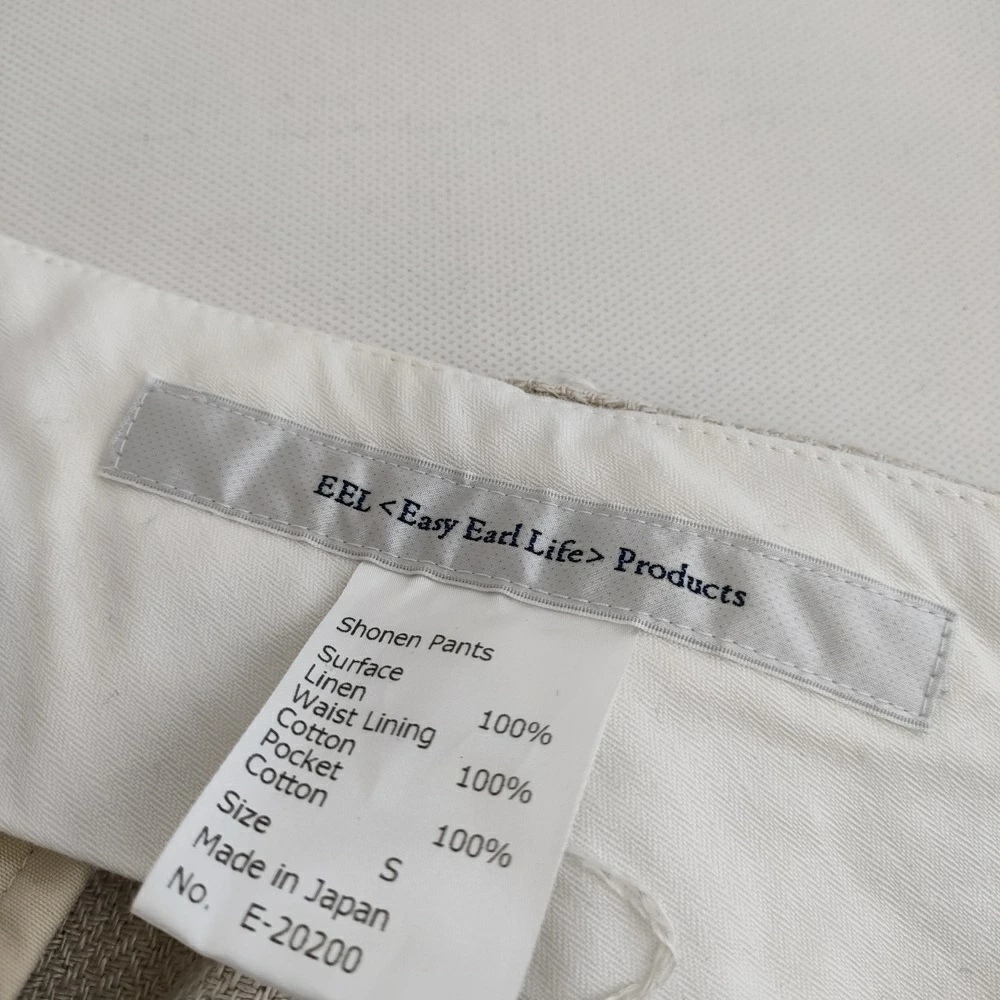 EEL <Easy Earl Life> Products
Shonen Pants
Surface
Linen 100%
Waist Lining
Cotton 100%
Pocket
Cotton 100%
Size S
Made in Japan
No. E-20200